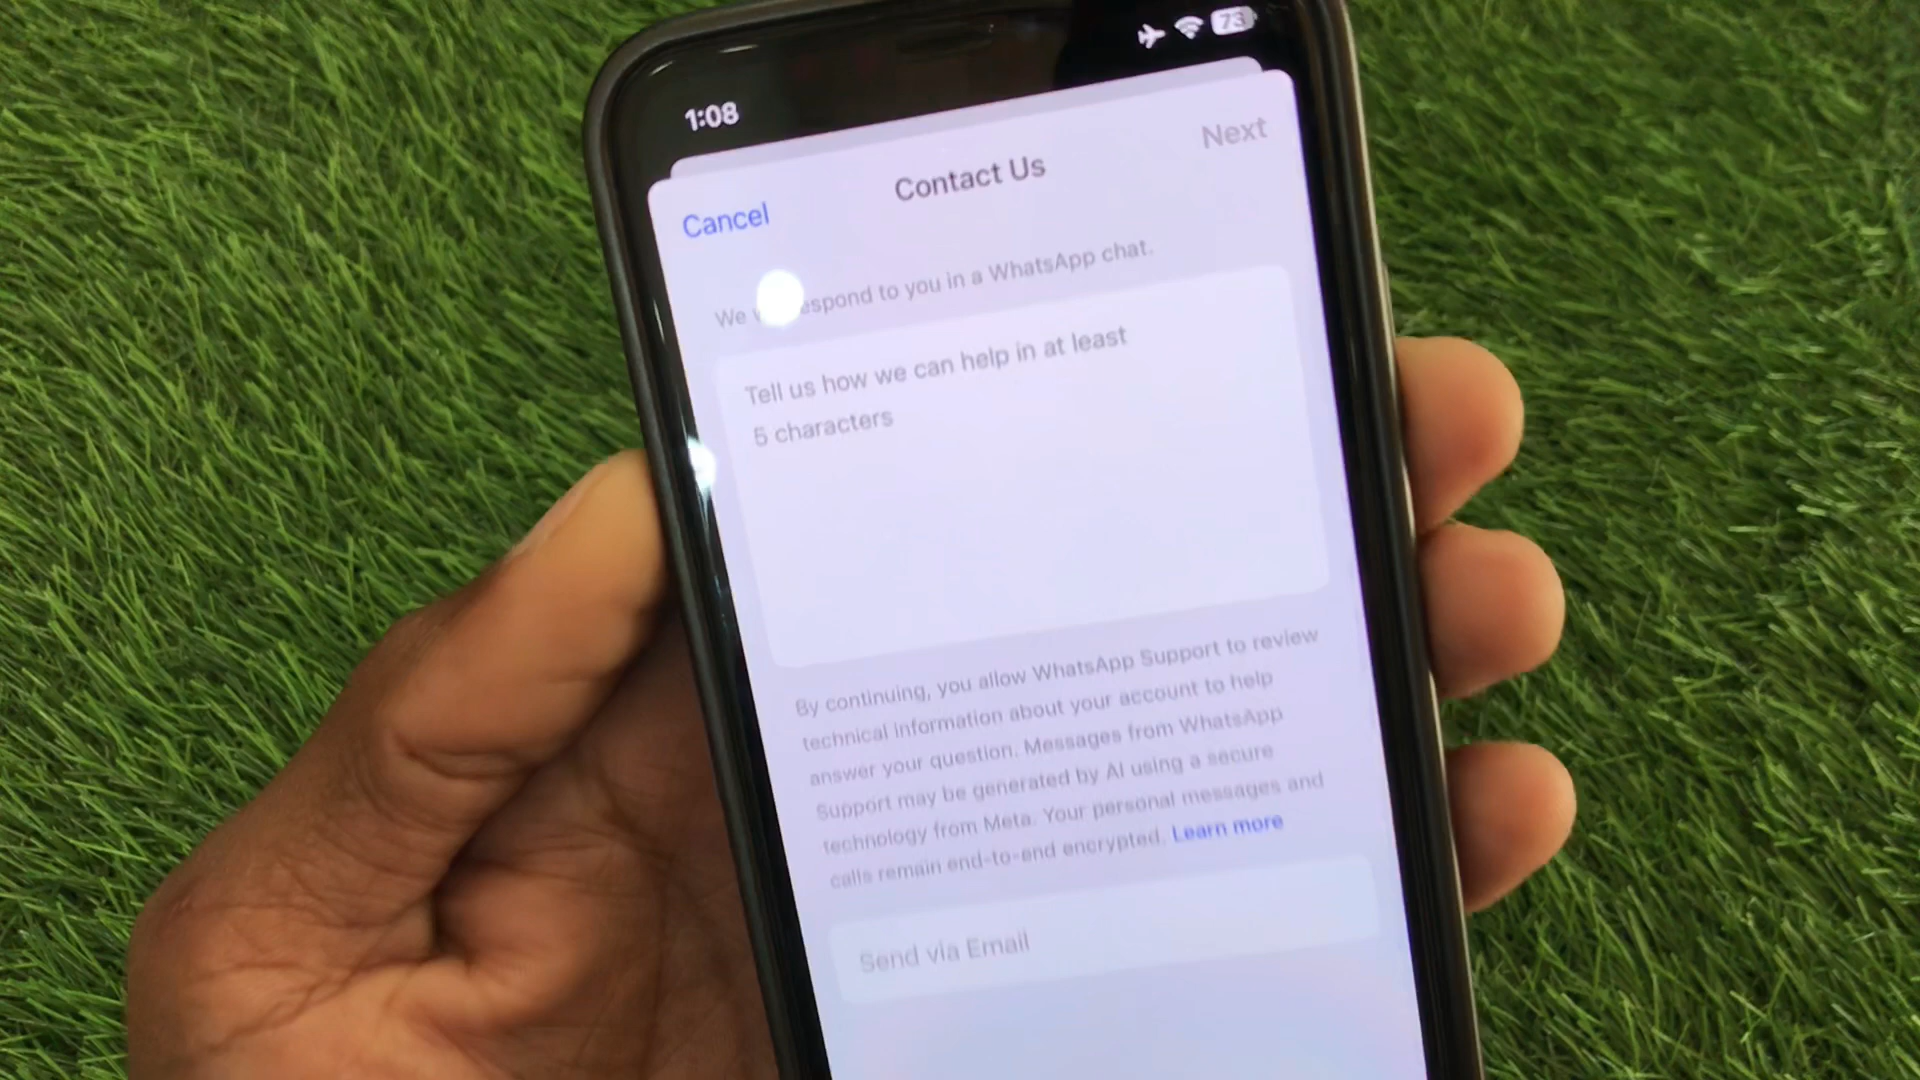 1:08
73
Cancel
Contact Us
Next
We espond to you in a WhatsApp chat.
Tell us how we can help in at least
5 characters
By continuing, you allow WhatsApp Support to review
technical information about your account to help
answer your question. Messages from WhatsApp
Support may be generated by AI using a secure
technology from Meta. Your personal messages and
calls remain end-to-end encrypted. Learn more
Send via Email